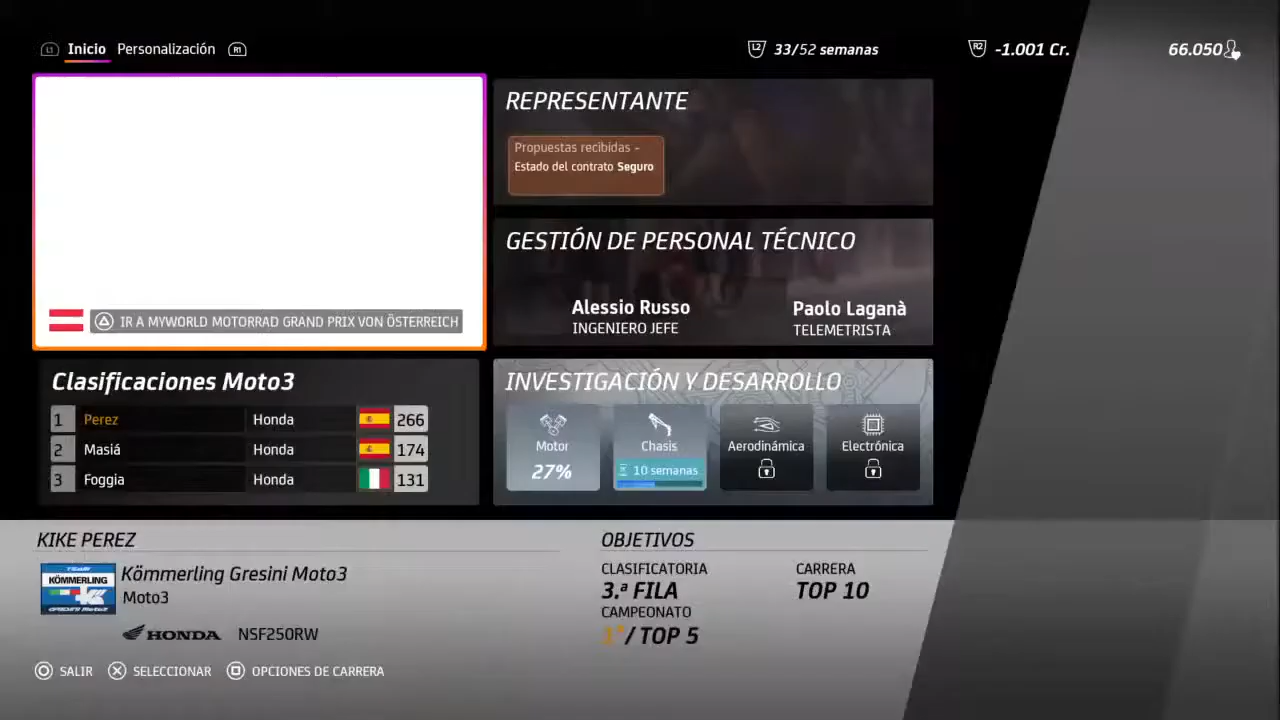 L1 Inicio Personalización R1
L2 33/52 semanas
R2 -1.001 Cr.
66.050
IR A MYWORLD MOTORRAD GRAND PRIX VON ÖSTERREICH
REPRESENTANTE
Propuestas recibidas -
Estado del contrato Seguro
GESTIÓN DE PERSONAL TÉCNICO
Alessio Russo
INGENIERO JEFE
Paolo Laganà
TELEMETRISTA
Clasificaciones Moto3
1 Perez Honda 266
2 Masiá Honda 174
3 Foggia Honda 131
INVESTIGACIÓN Y DESARROLLO
Motor
27%
Chasis
10 semanas
Aerodinámica
Electrónica
KIKE PEREZ
KÖMMERLING
Kömmerling Gresini Moto3
Moto3
HONDA NSF250RW
OBJETIVOS
CLASIFICATORIA
3.ª FILA
CARRERA
TOP 10
CAMPEONATO
1°/ TOP 5
SALIR SELECCIONAR OPCIONES DE CARRERA